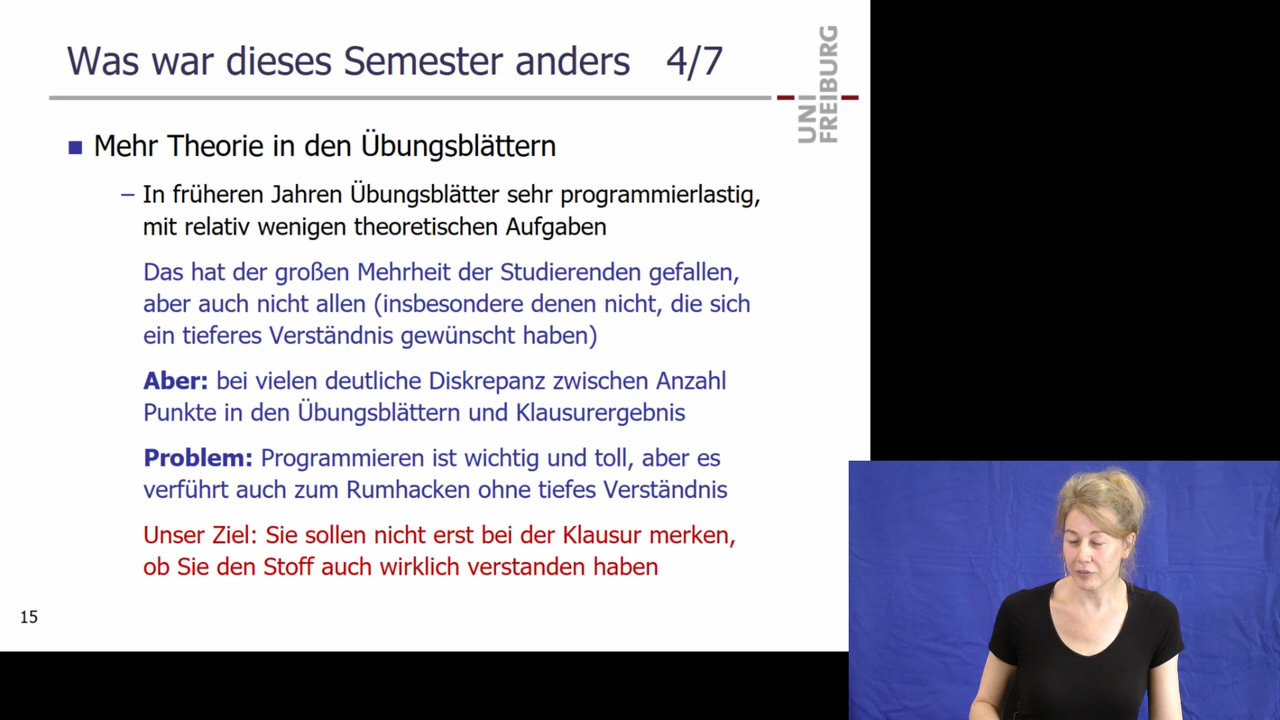 Was war dieses Semester anders 4/7
UNI
FREIBURG
Mehr Theorie in den Übungsblättern
– In früheren Jahren Übungsblätter sehr programmierlastig,
mit relativ wenigen theoretischen Aufgaben
Das hat der großen Mehrheit der Studierenden gefallen,
aber auch nicht allen (insbesondere denen nicht, die sich
ein tieferes Verständnis gewünscht haben)
Aber: bei vielen deutliche Diskrepanz zwischen Anzahl
Punkte in den Übungsblättern und Klausurergebnis
Problem: Programmieren ist wichtig und toll, aber es
verführt auch zum Rumhacken ohne tiefes Verständnis
Unser Ziel: Sie sollen nicht erst bei der Klausur merken,
ob Sie den Stoff auch wirklich verstanden haben
15